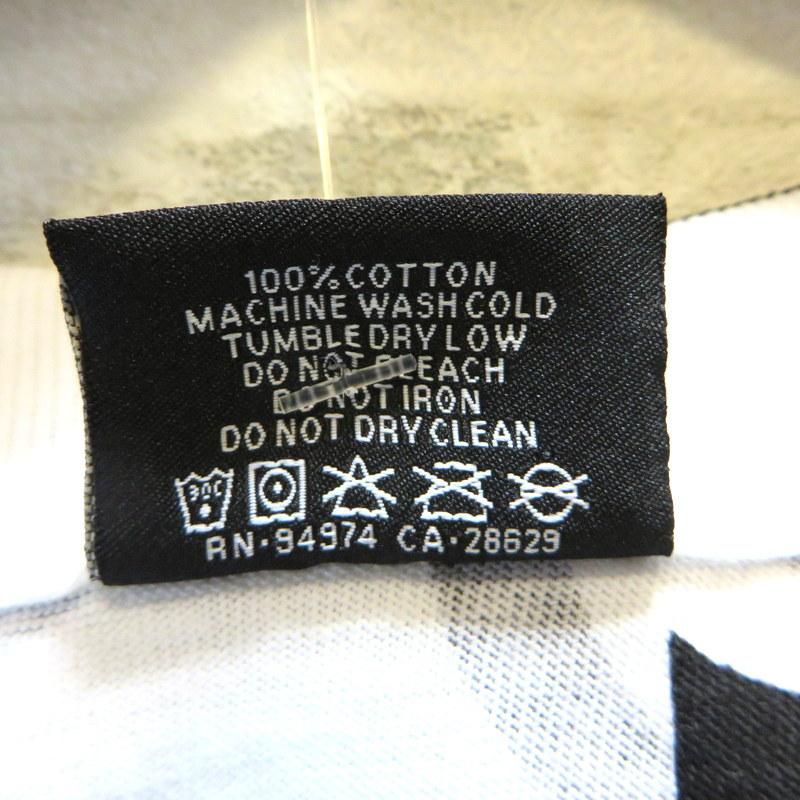 100% COTTON
MACHINE WASH COLD
TUMBLE DRY LOW
DO NOT BLEACH
DO NOT IRON
DO NOT DRY CLEAN
30C
RN·94974 CA·28629